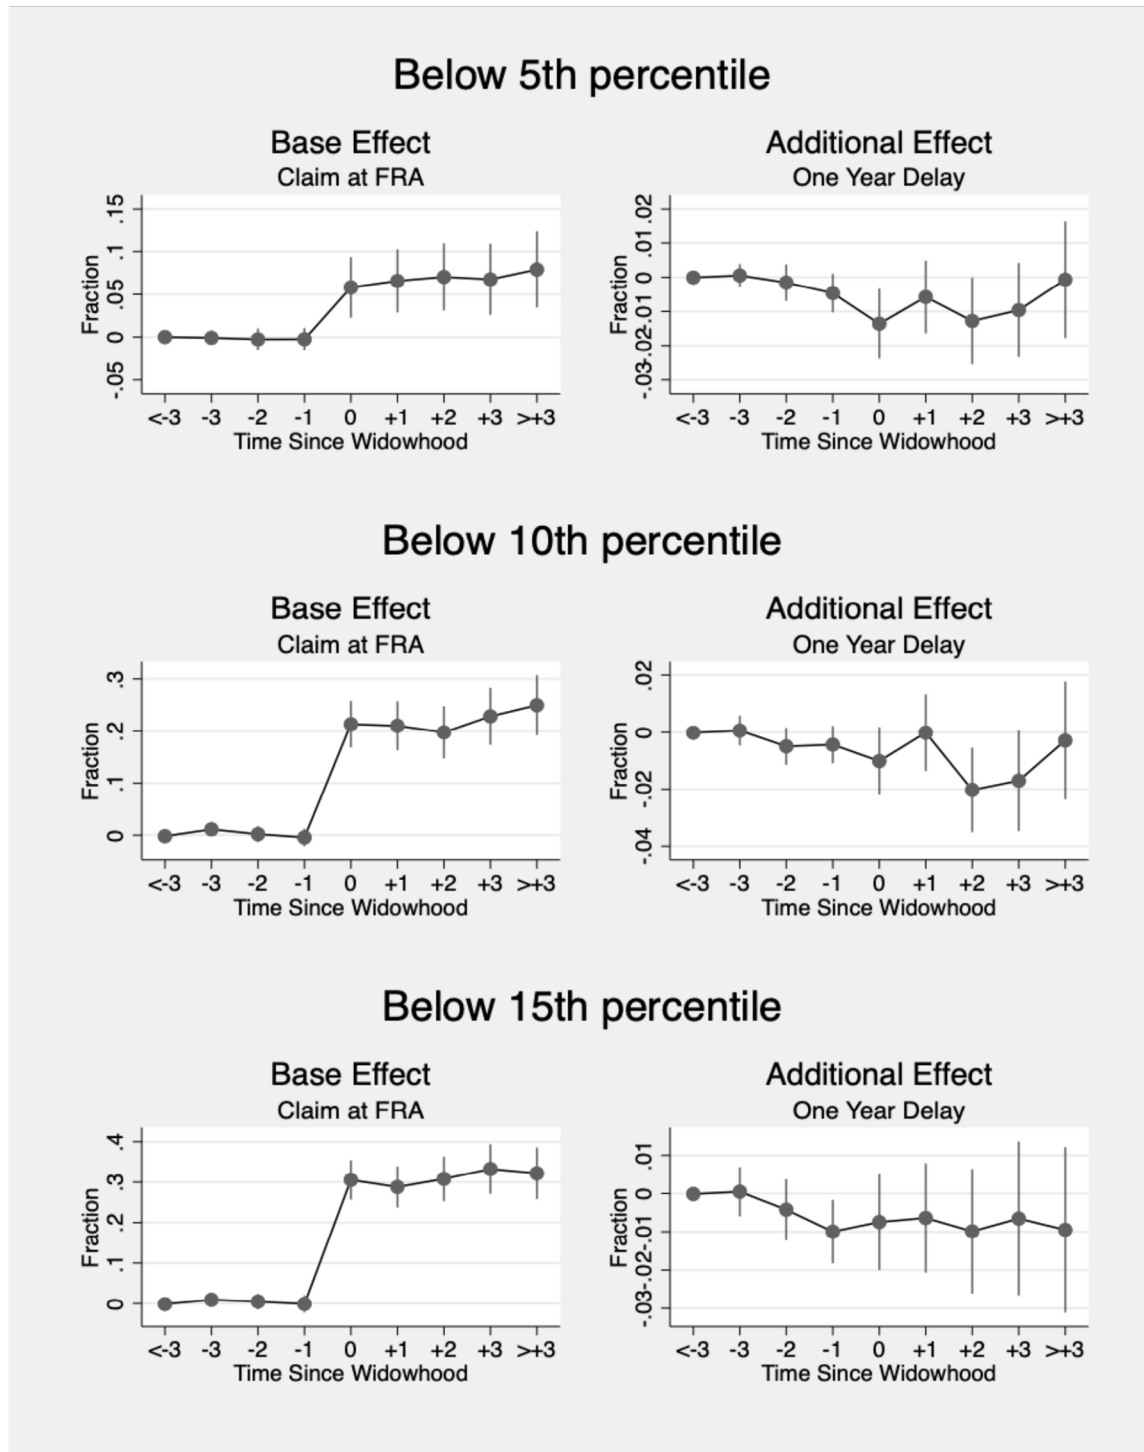 Below 5th percentile
Base Effect
Claim at FRA
Fraction
.15
.1
.05
0
-.05
<-3 -3 -2 -1 0 +1 +2 +3 >+3
Time Since Widowhood
Additional Effect
One Year Delay
Fraction
.02
.01
0
-.01
-.02
-.03
<-3 -3 -2 -1 0 +1 +2 +3 >+3
Time Since Widowhood
Below 10th percentile
Base Effect
Claim at FRA
Fraction
.3
.2
.1
0
<-3 -3 -2 -1 0 +1 +2 +3 >+3
Time Since Widowhood
Additional Effect
One Year Delay
Fraction
.02
0
-.02
-.04
<-3 -3 -2 -1 0 +1 +2 +3 >+3
Time Since Widowhood
Below 15th percentile
Base Effect
Claim at FRA
Fraction
.4
.3
.2
.1
0
<-3 -3 -2 -1 0 +1 +2 +3 >+3
Time Since Widowhood
Additional Effect
One Year Delay
Fraction
.01
0
-.01
-.02
-.03
<-3 -3 -2 -1 0 +1 +2 +3 >+3
Time Since Widowhood